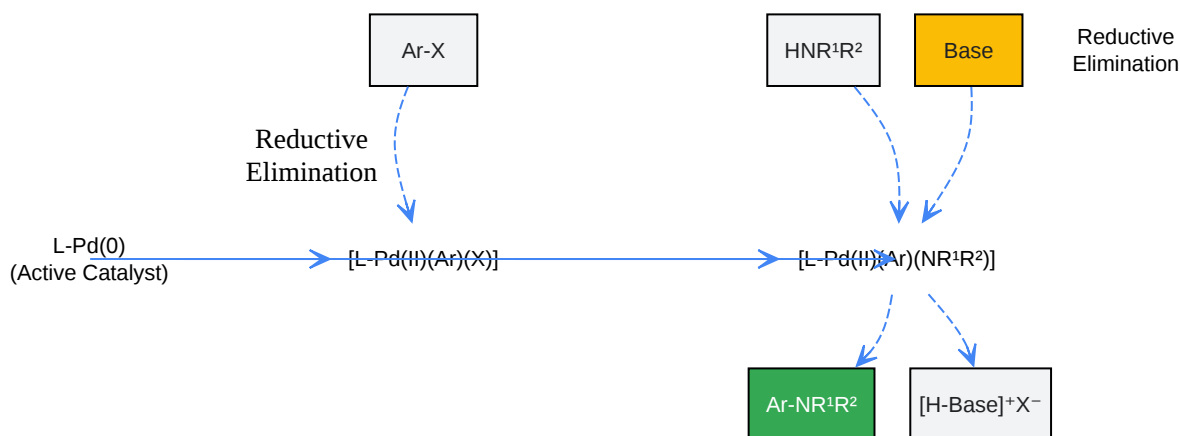 Ar-X
HNR¹R²
Base
Reductive
Elimination
Reductive
Elimination
L-Pd(0)
(Active Catalyst)
[L-Pd(II)(Ar)(X)]
[L-Pd(II)(Ar)(NR¹R²)]
Ar-NR¹R²
[H-Base]⁺X⁻